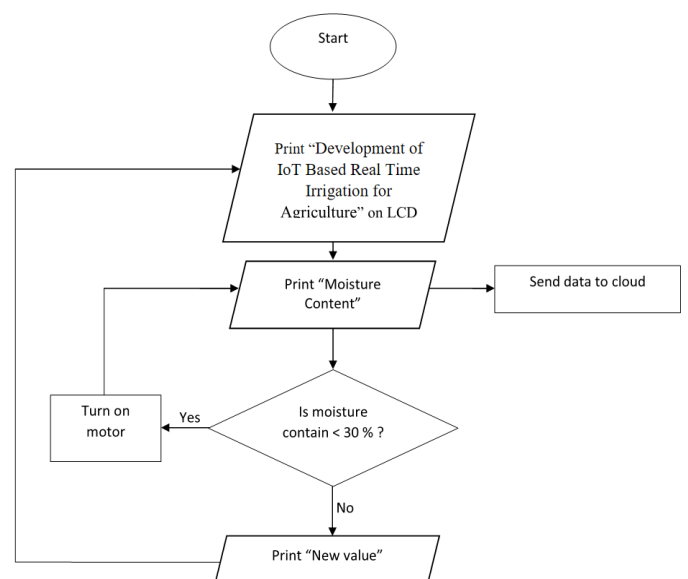 Start
Print “Development of
IoT Based Real Time
Irrigation for
Agriculture” on LCD
Print “Moisture
Content”
Send data to cloud
Turn on
motor
Yes
Is moisture
contain < 30 % ?
No
Print “New value”